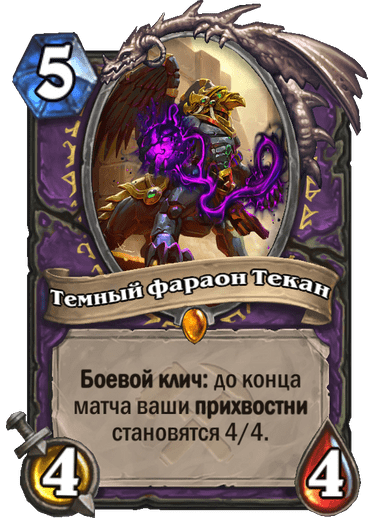 5
Темный фараон Текан
Боевой клич: до конца
матча ваши прихвостни
становятся 4/4.
4
4